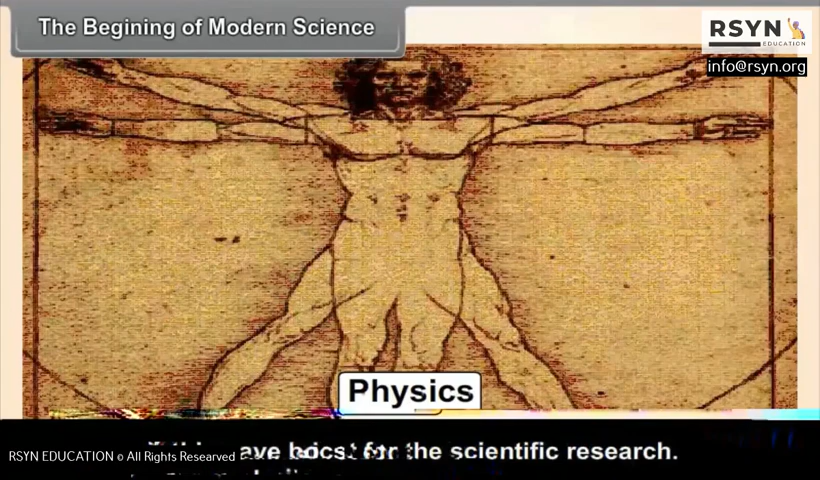 The Begining of Modern Science
RSYN
EDUCATION
info@rsyn.org
Physics
for the scientific research.
RSYN EDUCATION © All Rights Reserved